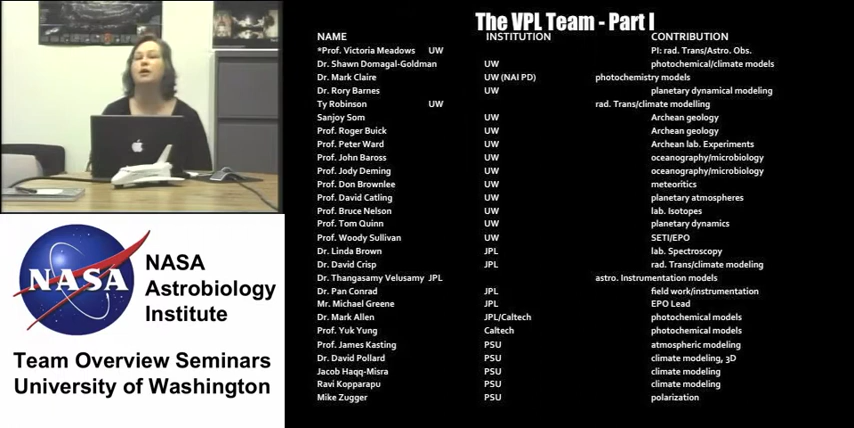 The VPL Team - Part I
NAME INSTITUTION CONTRIBUTION
*Prof. Victoria Meadows UW PI: rad. Trans/Astro. Obs.
Dr. Shawn Domagal-Goldman UW photochemical/climate models
Dr. Mark Claire UW (NAI PD) photochemistry models
Dr. Rory Barnes UW planetary dynamical modeling
Ty Robinson UW rad. Trans/climate modelling
Sanjoy Som UW Archean geology
Prof. Roger Buick UW Archean geology
Prof. Peter Ward UW Archean lab. Experiments
Prof. John Baross UW oceanography/microbiology
Prof. Jody Deming UW oceanography/microbiology
Prof. Don Brownlee UW meteoritics
Prof. David Catling UW planetary atmospheres
Prof. Bruce Nelson UW lab. Isotopes
Prof. Tom Quinn UW planetary dynamics
Prof. Woody Sullivan UW SETI/EPO
Dr. Linda Brown JPL lab. Spectroscopy
Dr. David Crisp JPL rad. Trans/climate modeling
Dr. Thangasamy Velusamy JPL astro. Instrumentation models
Dr. Pan Conrad JPL field work/instrumentation
Mr. Michael Greene JPL EPO Lead
Dr. Mark Allen JPL/Caltech photochemical models
Prof. Yuk Yung Caltech photochemical models
Prof. James Kasting PSU atmospheric modeling
Dr. David Pollard PSU climate modeling, 3D
Jacob Haqq-Misra PSU climate modeling
Ravi Kopparapu PSU climate modeling
Mike Zugger PSU polarization
NASA
NASA
Astrobiology
Institute
Team Overview Seminars
University of Washington